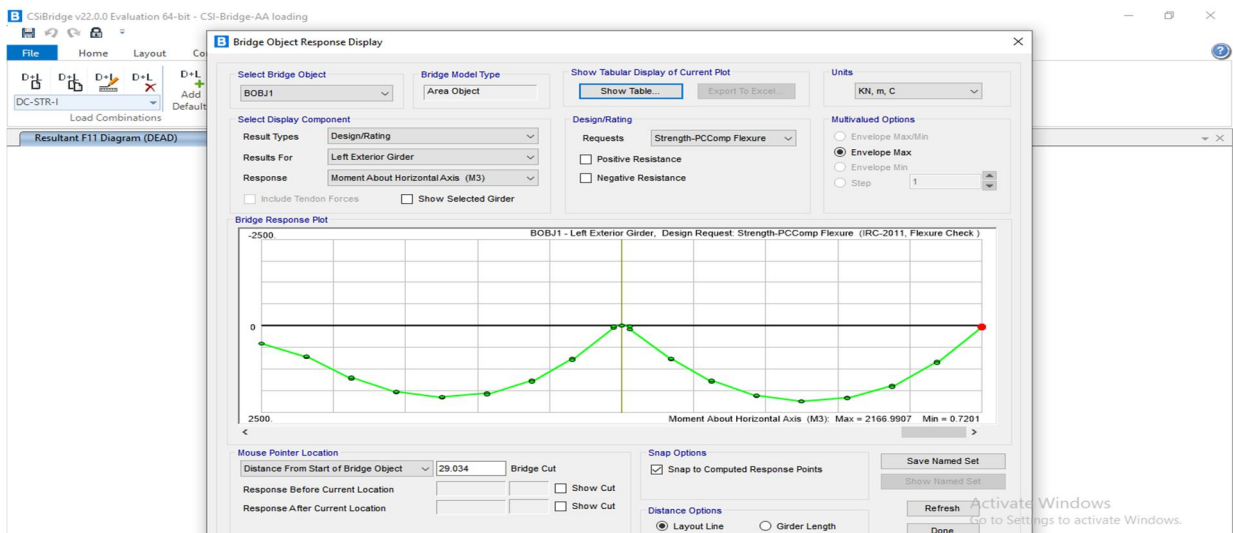 CSiBridge v22.0.0 Evaluation 64-bit - CSI-Bridge-AA loading
File Home Layout Co
D+L D+L D+L D+L D+L
Add
DC-STR-I Default
Load Combinations
Resultant F11 Diagram (DEAD)
Bridge Object Response Display
Select Bridge Object Bridge Model Type Show Tabular Display of Current Plot Units
BOBJ1 Area Object Show Table... Export To Excel... KN, m, C
Select Display Component Design/Rating Multivalued Options
Result Types Design/Rating Requests Strength-PCComp Flexure Envelope Max/Min
Results For Left Exterior Girder Positive Resistance Envelope Max
Response Moment About Horizontal Axis (M3) Negative Resistance Envelope Min
Step 1
Include Tendon Forces Show Selected Girder
Bridge Response Plot
-2500. BOBJ1 - Left Exterior Girder, Design Request: Strength-PCComp Flexure (IRC-2011, Flexure Check )
0
2500. Moment About Horizontal Axis (M3): Max = 2166.9907 Min = 0.7201
Mouse Pointer Location Snap Options
Distance From Start of Bridge Object 29.034 Bridge Cut Snap to Computed Response Points Save Named Set
Response Before Current Location Show Cut Show Named Set
Response After Current Location Show Cut Distance Options Refresh
Layout Line Girder Length Done
Activate Windows
Go to Settings to activate Windows.